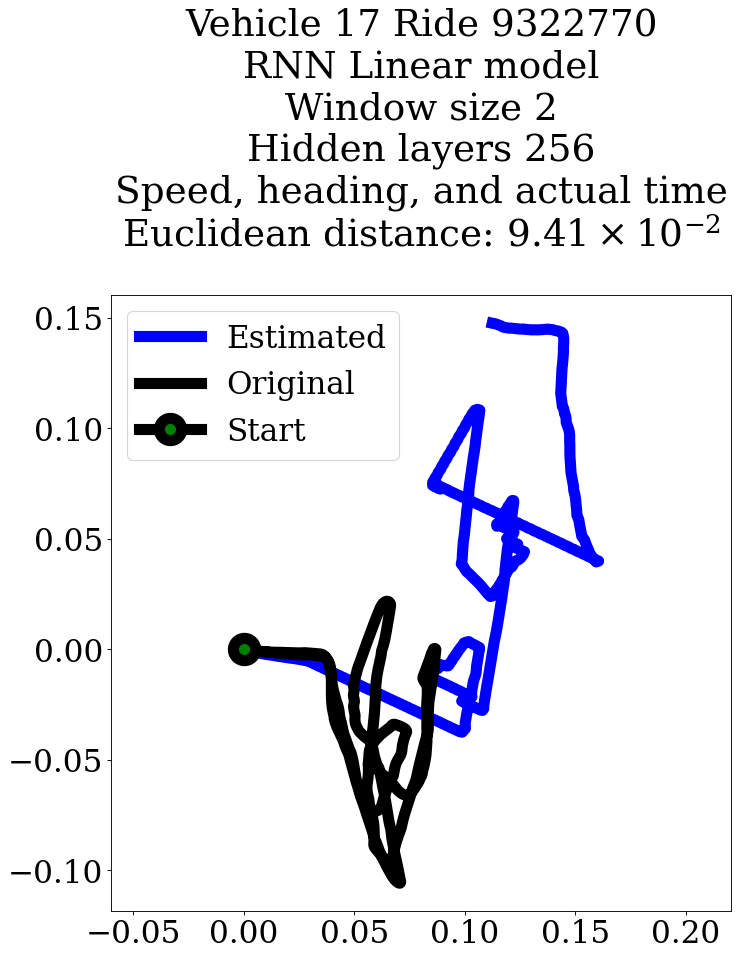 Vehicle 17 Ride 9322770
RNN Linear model
Window size 2
Hidden layers 256
Speed, heading, and actual time
Euclidean distance: 9.41 × 10⁻²
Estimated
Original
Start
0.15
0.10
0.05
0.00
−0.05
−0.10
−0.05 0.00 0.05 0.10 0.15 0.20